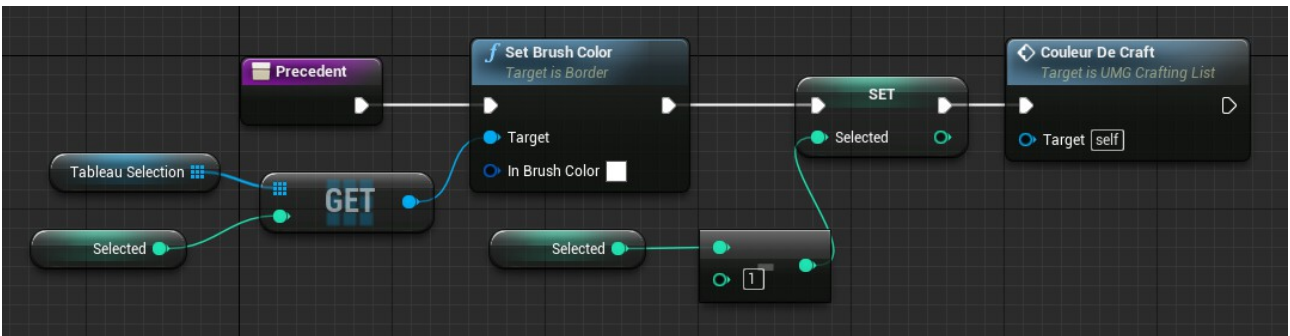 Precedent
f Set Brush Color
Target is Border
Target
In Brush Color
Tableau Selection
GET
Selected
Selected
-
1
SET
Selected
Couleur De Craft
Target is UMG Crafting List
Target self